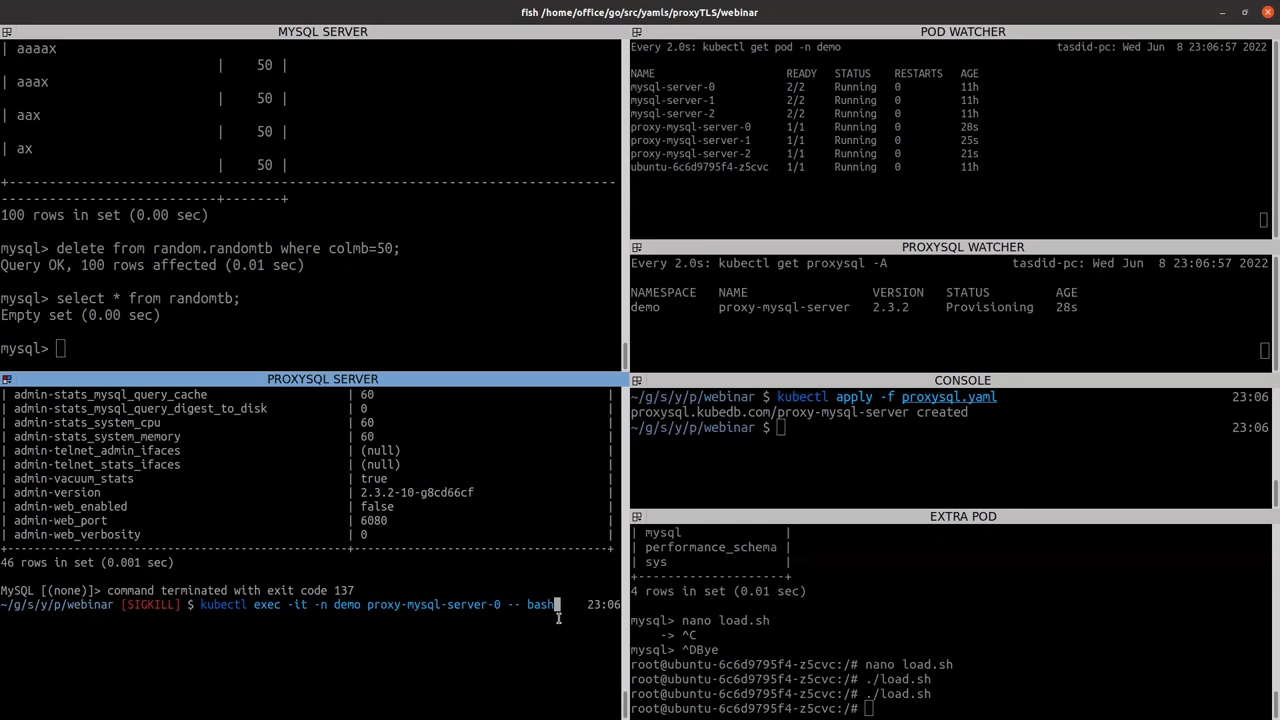 fish /home/office/go/src/yamls/proxyTLS/webinar
MYSQL SERVER
| aaaax
| 50 |
| aaax
| 50 |
| aax
| 50 |
| ax
| 50 |
+-----------------------------------------------------------------------------
---------------------------+-------+
100 rows in set (0.00 sec)
mysql> delete from random.randomtb where colmb=50;
Query OK, 100 rows affected (0.01 sec)
mysql> select * from randomtb;
Empty set (0.00 sec)
mysql>
PROXYSQL SERVER
| admin-stats_mysql_query_cache | 60 |
| admin-stats_mysql_query_digest_to_disk | 0 |
| admin-stats_system_cpu | 60 |
| admin-stats_system_memory | 60 |
| admin-telnet_admin_ifaces | (null) |
| admin-telnet_stats_ifaces | (null) |
| admin-vacuum_stats | true |
| admin-version | 2.3.2-10-g8cd66cf |
| admin-web_enabled | false |
| admin-web_port | 6080 |
| admin-web_verbosity | 0 |
+-------------------------------------------------+-------------------------------------+
46 rows in set (0.001 sec)
MySQL [(none)]> command terminated with exit code 137
~/g/s/y/p/webinar [SIGKILL] $ kubectl exec -it -n demo proxy-mysql-server-0 -- bash 23:06
POD WATCHER
Every 2.0s: kubectl get pod -n demo tasdid-pc: Wed Jun 8 23:06:57 2022
NAME READY STATUS RESTARTS AGE
mysql-server-0 2/2 Running 0 11h
mysql-server-1 2/2 Running 0 11h
mysql-server-2 2/2 Running 0 11h
proxy-mysql-server-0 1/1 Running 0 28s
proxy-mysql-server-1 1/1 Running 0 25s
proxy-mysql-server-2 1/1 Running 0 21s
ubuntu-6c6d9795f4-z5cvc 1/1 Running 0 11h
PROXYSQL WATCHER
Every 2.0s: kubectl get proxysql -A tasdid-pc: Wed Jun 8 23:06:57 2022
NAMESPACE NAME VERSION STATUS AGE
demo proxy-mysql-server 2.3.2 Provisioning 28s
CONSOLE
~/g/s/y/p/webinar $ kubectl apply -f proxysql.yaml 23:06
proxysql.kubedb.com/proxy-mysql-server created
~/g/s/y/p/webinar $ 23:06
EXTRA POD
| mysql |
| performance_schema |
| sys |
+--------------------+
4 rows in set (0.01 sec)
mysql> nano load.sh
-> ^C
mysql> ^DBye
root@ubuntu-6c6d9795f4-z5cvc:/# nano load.sh
root@ubuntu-6c6d9795f4-z5cvc:/# ./load.sh
root@ubuntu-6c6d9795f4-z5cvc:/# ./load.sh
root@ubuntu-6c6d9795f4-z5cvc:/#